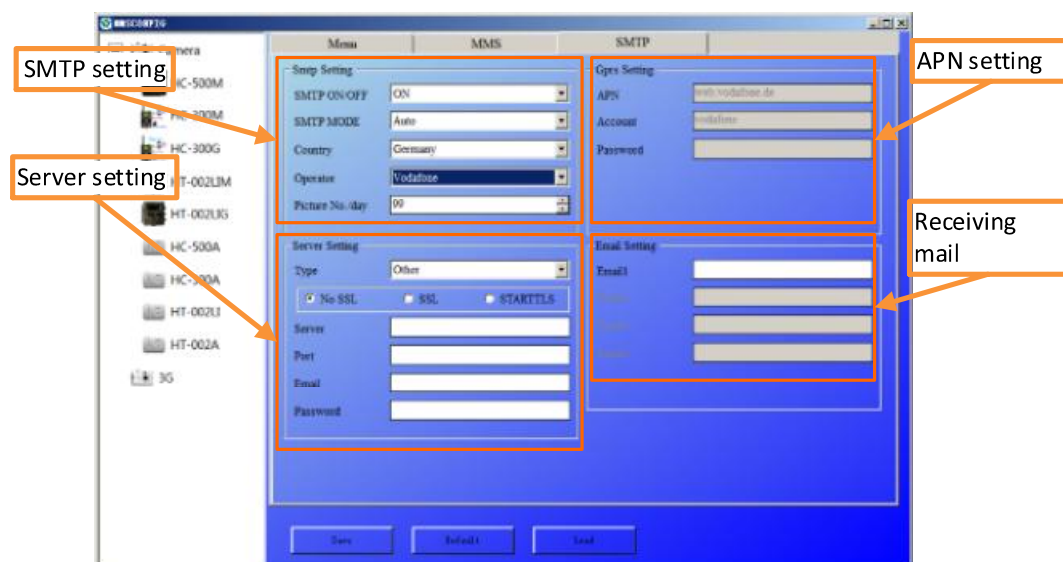 MMSCONFIG
SMTP setting
Server setting
APN setting
Receiving
mail
HC-500M
HC-300M
HC-300G
HT-002LIM
HT-002LIG
HC-500A
HC-300A
HT-002LI
HT-002A
3G
Menu
MMS
SMTP
Smtp Setting
SMTP ON/OFF
ON
SMTP MODE
Auto
Country
Germany
Operator
Vodafone
Picture No./day
99
Gprs Setting
APN
web.vodafone.de
Account
vodafone
Password
Server Setting
Type
Other
No SSL
SSL
STARTTLS
Server
Port
Email
Password
Email Setting
Email1
Save
Default
Load